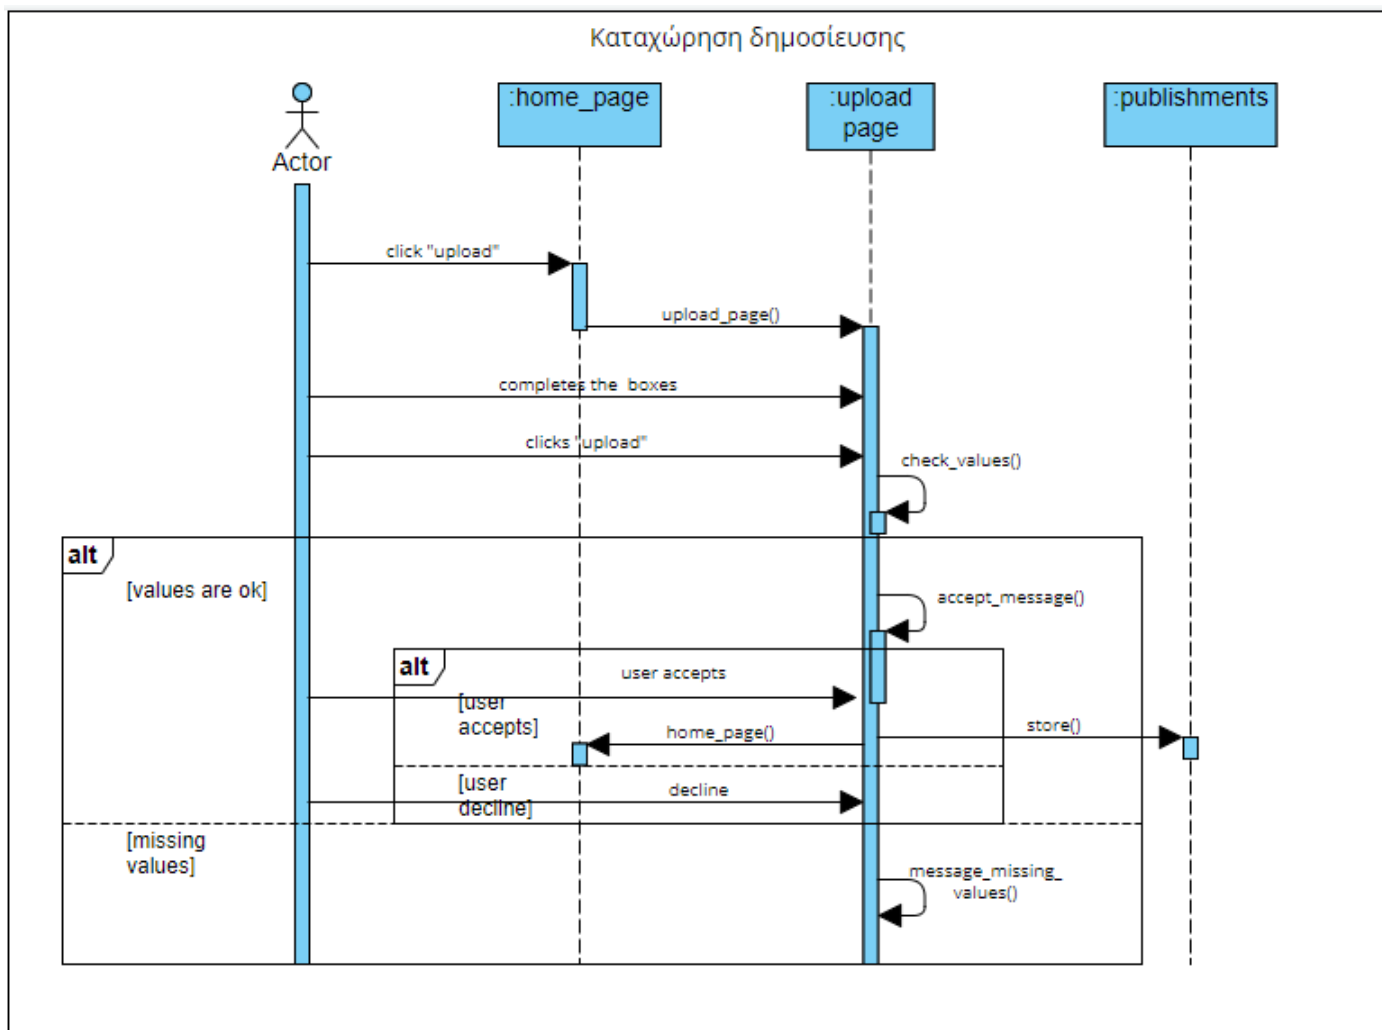 Καταχώρηση δημοσίευσης
:home_page
:upload
page
:publishments
Actor
click "upload"
upload_page()
completes the  boxes
clicks "upload"
check_values()
alt
[values are ok]
accept_message()
alt
user accepts
[user
accepts]
home_page()
store()
[user
decline]
decline
[missing
values]
message_missing_
values()